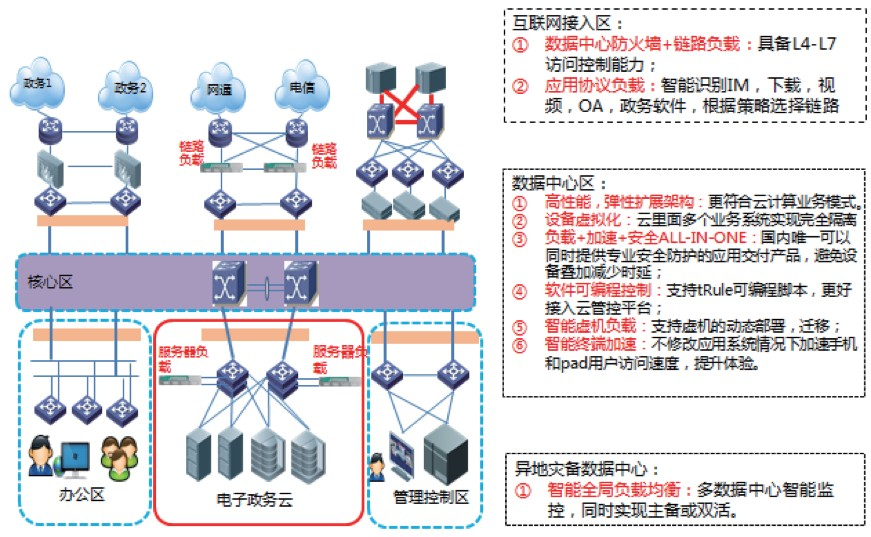 政务1
政务2
网通
电信
链路
负载
链路
负载
核心区
服务器负
载
服务器负
载
办公区
电子政务云
管理控制区
互联网接入区：
① 数据中心防火墙+链路负载：具备L4-L7
访问控制能力；
② 应用协议负载：智能识别IM，下载，视
频，OA，政务软件，根据策略选择链路
数据中心区：
① 高性能，弹性扩展架构：更符合云计算业务模式。
② 设备虚拟化：云里面多个业务系统实现完全隔离
③ 负载+加速+安全ALL-IN-ONE：国内唯一可以
同时提供专业安全防护的应用交付产品，避免设
备叠加减少时延；
④ 软件可编程控制：支持tRule可编程脚本，更好
接入云管控平台；
⑤ 智能虚机负载：支持虚机的动态部署，迁移；
⑥ 智能终端加速：不修改应用系统情况下加速手机
和pad用户访问速度，提升体验。
异地灾备数据中心：
① 智能全局负载均衡：多数据中心智能监
控，同时实现主备或双活。